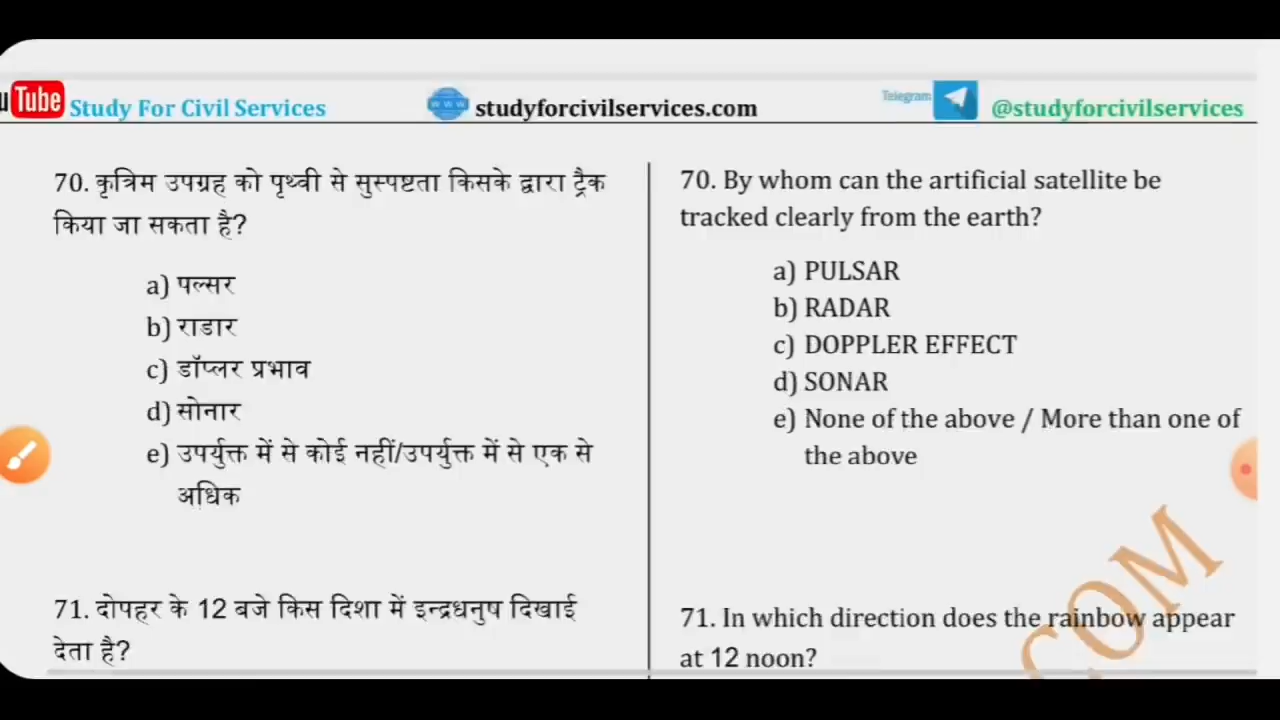 uTube Study For Civil Services
www studyforcivilservices.com
Telegram @studyforcivilservices
70. कृत्रिम उपग्रह को पृथ्वी से सुस्पष्टता किसके द्वारा ट्रैक
किया जा सकता है?
a) पल्सर
b) राडार
c) डॉप्लर प्रभाव
d) सोनार
e) उपर्युक्त में से कोई नहीं/उपर्युक्त में से एक से
अधिक
71. दोपहर के 12 बजे किस दिशा में इन्द्रधनुष दिखाई
देता है?
70. By whom can the artificial satellite be
tracked clearly from the earth?
a) PULSAR
b) RADAR
c) DOPPLER EFFECT
d) SONAR
e) None of the above / More than one of
the above
71. In which direction does the rainbow appear
at 12 noon?
COM